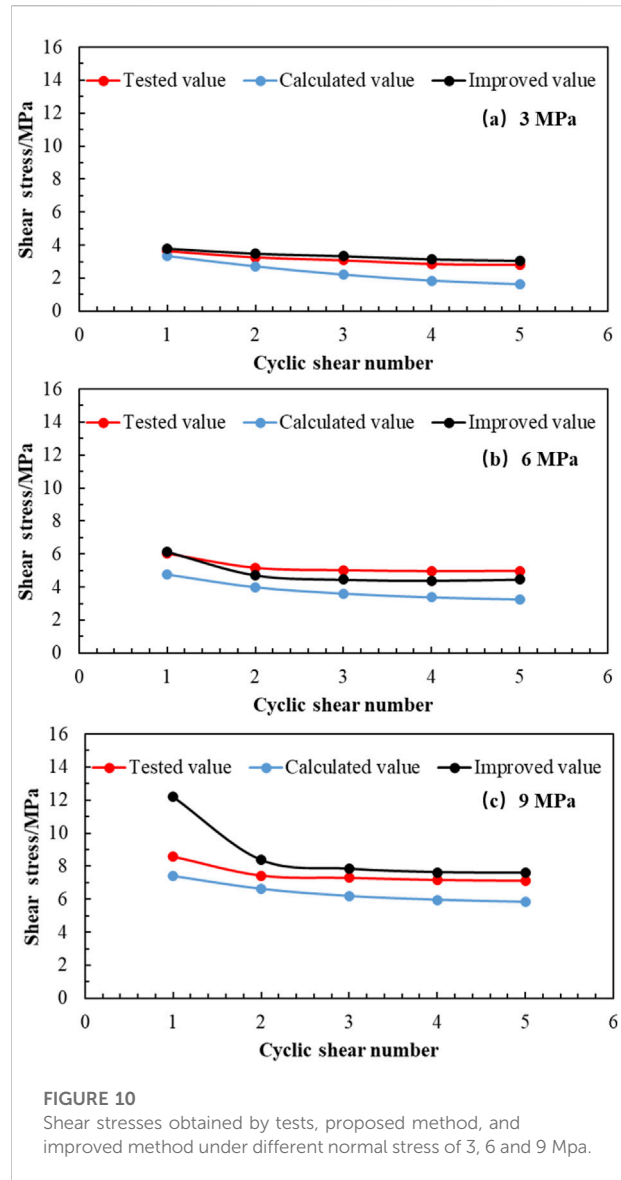 16
Tested value Calculated value Improved value
14
(a) 3 MPa
12
10
8
6
4
2
0
Shear stress/MPa
0 1 2 3 4 5 6
Cyclic shear number
16
Tested value Calculated value Improved value
14
(b) 6 MPa
12
10
8
6
4
2
0
Shear stress/MPa
0 1 2 3 4 5 6
Cyclic shear number
16
Tested value Calculated value Improved value
14
(c) 9 MPa
12
10
8
6
4
2
0
Shear stress/MPa
0 1 2 3 4 5 6
Cyclic shear number
FIGURE 10
Shear stresses obtained by tests, proposed method, and
improved method under different normal stress of 3, 6 and 9 Mpa.